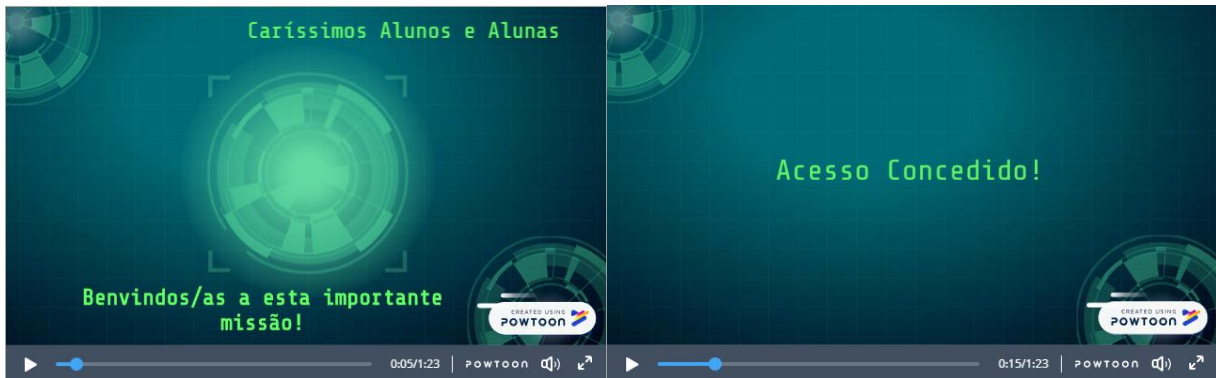 Caríssimos Alunos e Alunas
Benvindos/as a esta importante
missão!
CREATED USING
POWTOON
0:05/1:23
POWTOON
Acesso Concedido!
CREATED USING
POWTOON
0:15/1:23
POWTOON